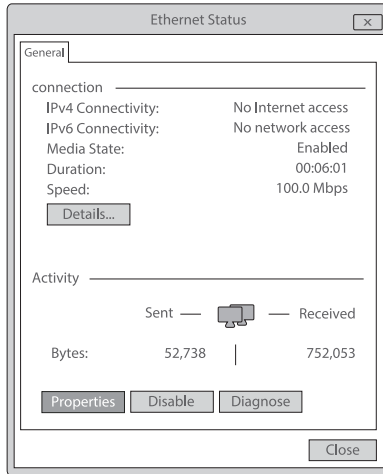 Ethernet Status
General
connection
IPv4 Connectivity: No Internet access
IPv6 Connectivity: No network access
Media State: Enabled
Duration: 00:06:01
Speed: 100.0 Mbps
Details...
Activity
Sent Received
Bytes: 52,738 752,053
Properties Disable Diagnose
Close